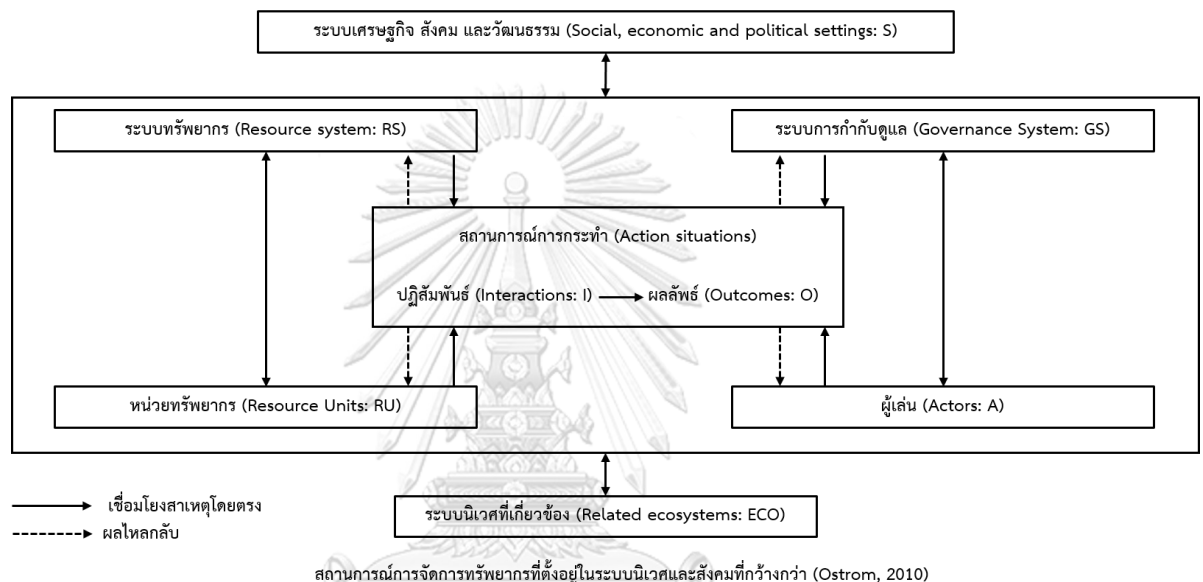 ระบบเศรษฐกิจ สังคม และวัฒนธรรม (Social, economic and political settings: S)
ระบบทรัพยากร (Resource system: RS)
ระบบการกำกับดูแล (Governance System: GS)
สถานการณ์การกระทำ (Action situations)
ปฏิสัมพันธ์ (Interactions: I)
ผลลัพธ์ (Outcomes: O)
หน่วยทรัพยากร (Resource Units: RU)
ผู้เล่น (Actors: A)
เชื่อมโยงสาเหตุโดยตรง
ผลไหลกลับ
ระบบนิเวศที่เกี่ยวข้อง (Related ecosystems: ECO)
สถานการณ์การจัดการทรัพยากรที่ตั้งอยู่ในระบบนิเวศและสังคมที่กว้างกว่า (Ostrom, 2010)